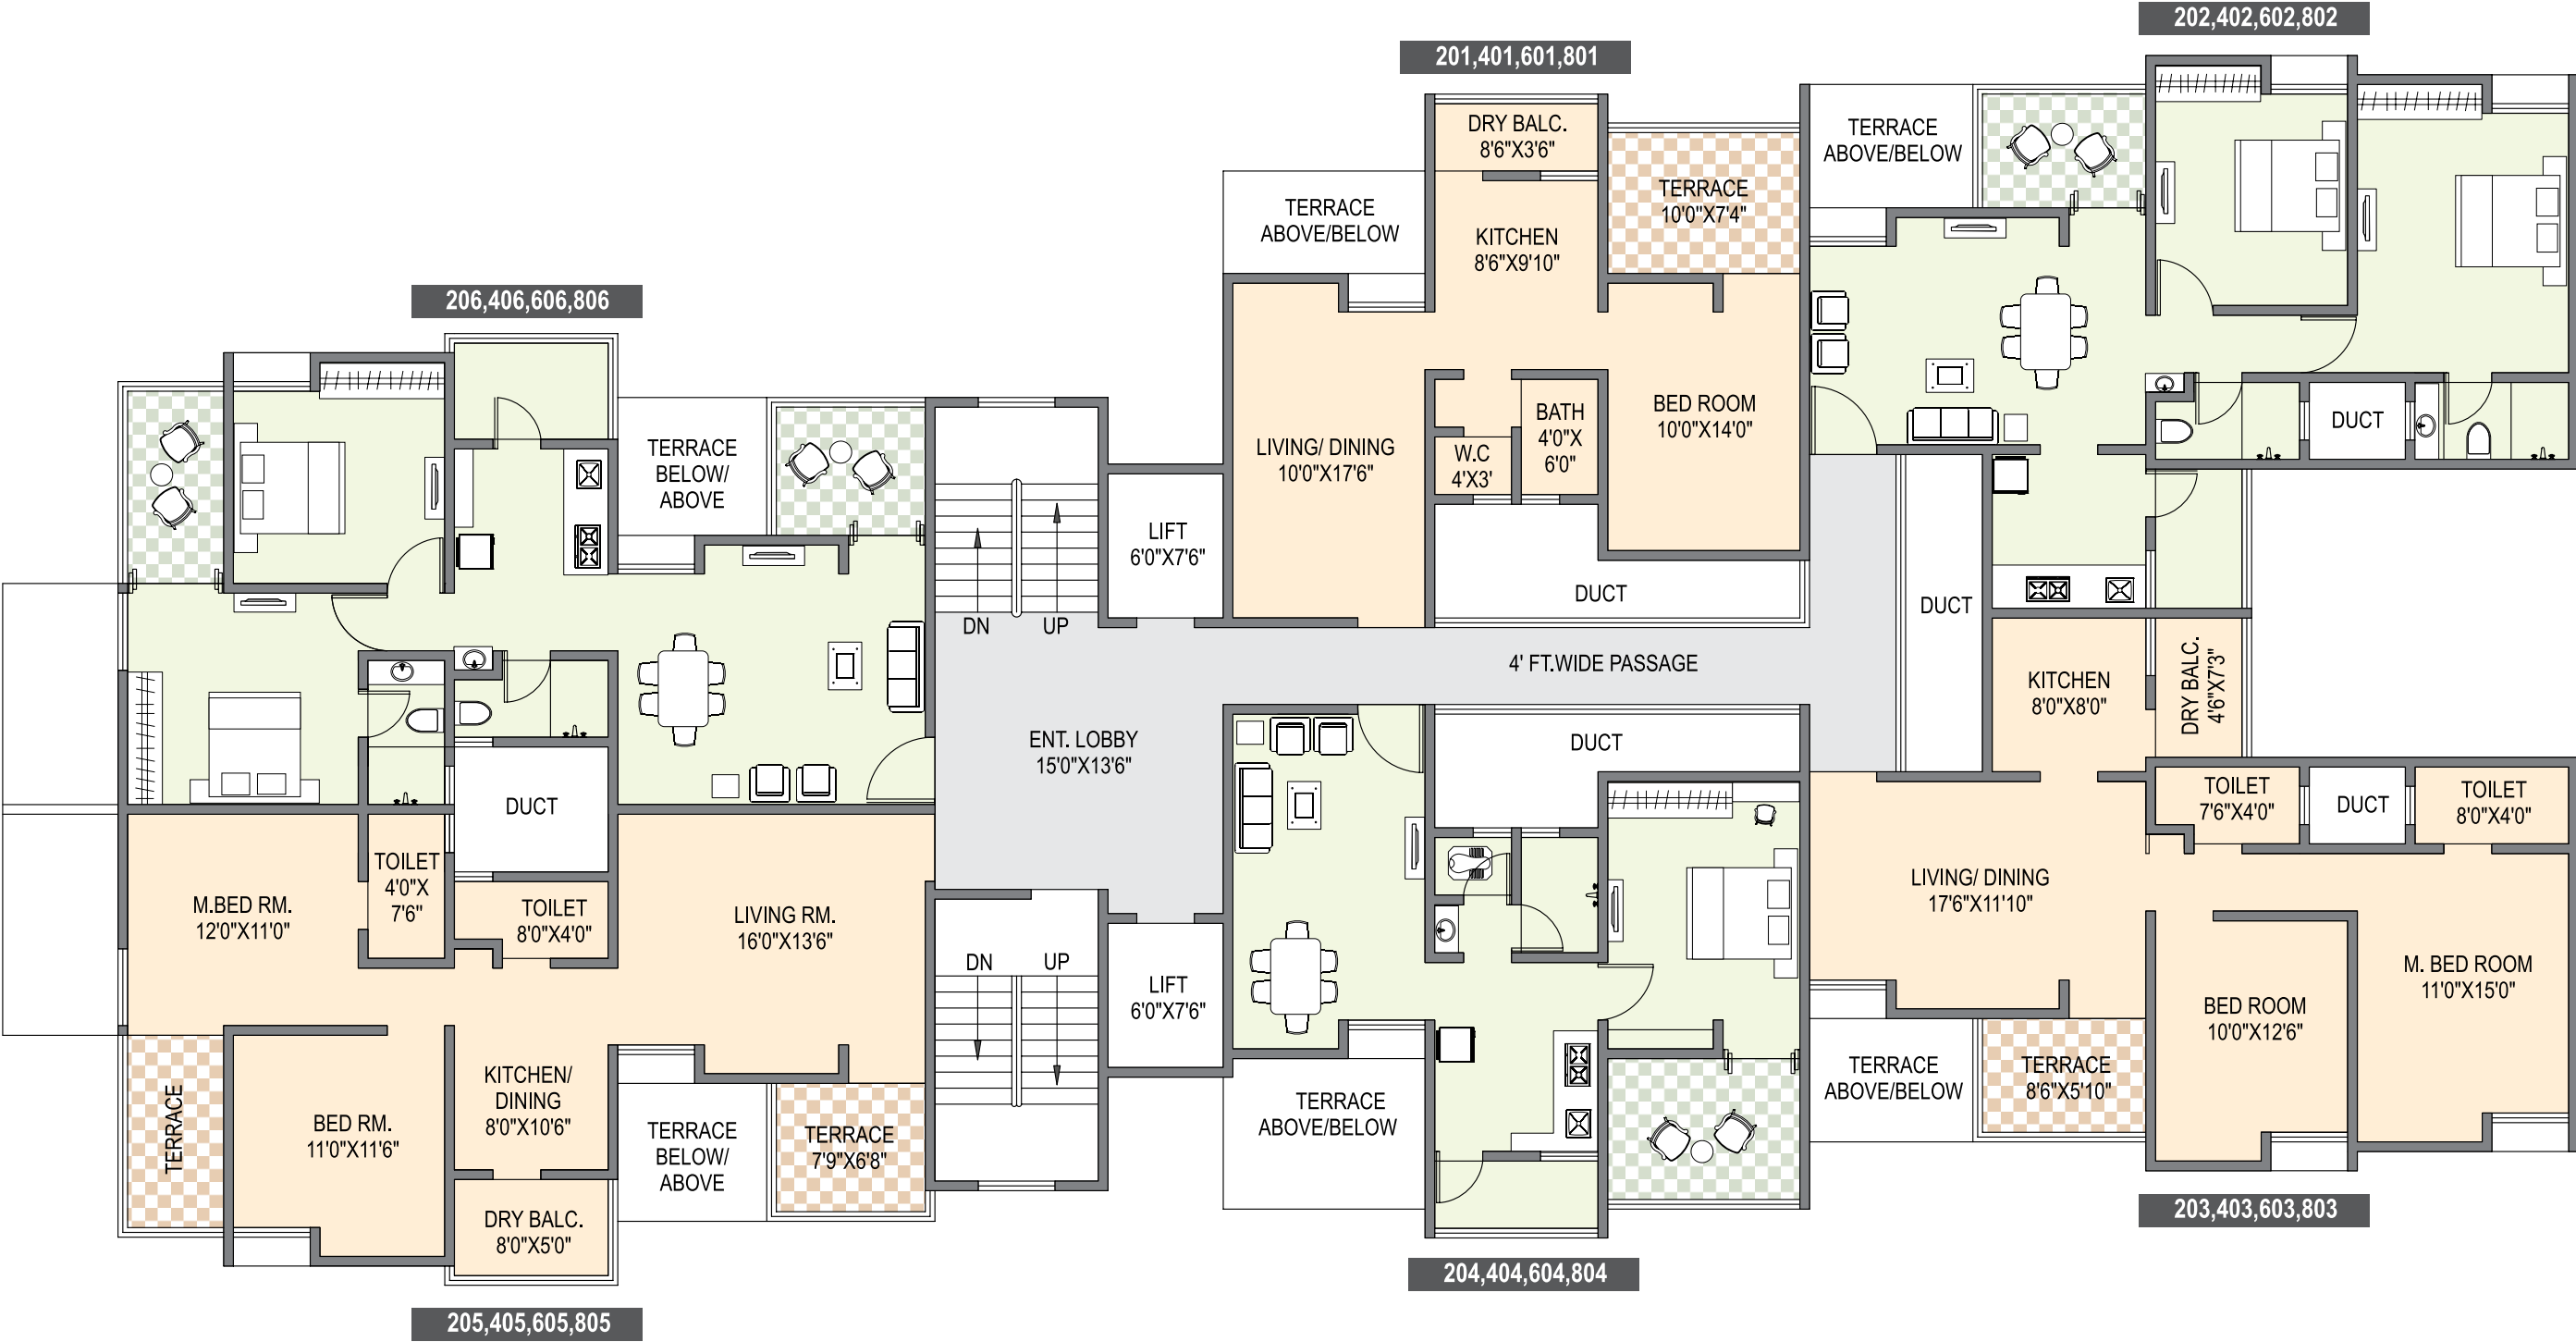 202,402,602,802
201,401,601,801
DRY BALC.
8'6"X3'6"
TERRACE
ABOVE/BELOW
TERRACE
10'0"X7'4"
TERRACE
ABOVE/BELOW
KITCHEN
8'6"X9'10"
206,406,606,806
LIVING/ DINING
10'0"X17'6"
BATH
4'0"X
6'0"
W.C
4'X3'
BED ROOM
10'0"X14'0"
DUCT
TERRACE
BELOW/
ABOVE
LIFT
6'0"X7'6"
DUCT
DUCT
DN
UP
4' FT.WIDE PASSAGE
KITCHEN
8'0"X8'0"
DRY BALC.
4'6"X7'3"
ENT. LOBBY
15'0"X13'6"
DUCT
DUCT
TOILET
7'6"X4'0"
DUCT
TOILET
8'0"X4'0"
M.BED RM.
12'0"X11'0"
TOILET
4'0"X
7'6"
TOILET
8'0"X4'0"
LIVING RM.
16'0"X13'6"
LIVING/ DINING
17'6"X11'10"
DN
UP
LIFT
6'0"X7'6"
M. BED ROOM
11'0"X15'0"
BED ROOM
10'0"X12'6"
TERRACE
KITCHEN/
DINING
8'0"X10'6"
BED RM.
11'0"X11'6"
TERRACE
BELOW/
ABOVE
TERRACE
7'9"X6'8"
TERRACE
ABOVE/BELOW
TERRACE
ABOVE/BELOW
TERRACE
8'6"X5'10"
DRY BALC.
8'0"X5'0"
203,403,603,803
204,404,604,804
205,405,605,805